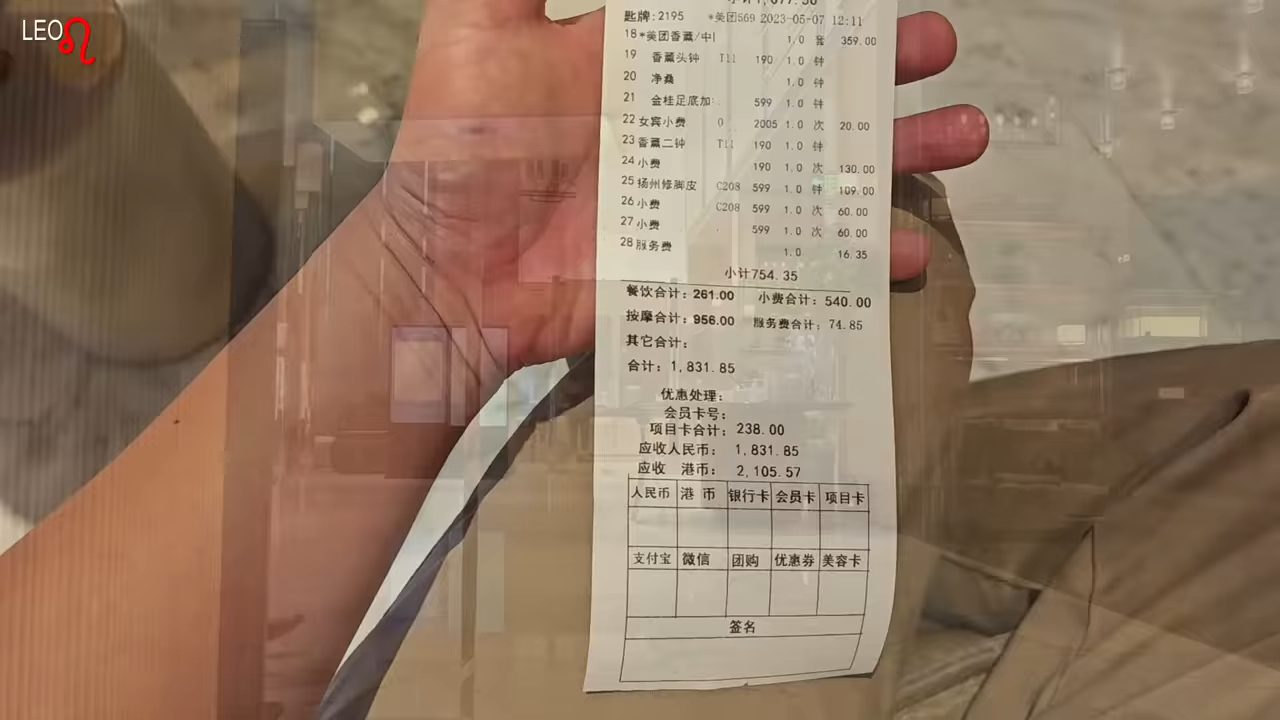 LEO
小计1,077.50
匙牌:2195 *美团569 2023-05-07 12:11
18*美团香薰/中 1.0 套 359.00
19 香薰头钟 T11 190 1.0 钟
20 净桑 1.0 钟
21 金桂足底加 599 1.0 钟
22 女宾小费 0 2005 1.0 次 20.00
23 香薰二钟 T11 190 1.0 钟
24 小费 190 1.0 次 130.00
25 扬州修脚皮 C208 599 1.0 钟 109.00
26 小费 C208 599 1.0 次 60.00
27 小费 599 1.0 次 60.00
28 服务费 1.0 16.35
小计754.35
餐饮合计：261.00 小费合计：540.00
按摩合计：956.00 服务费合计：74.85
其它合计：
合计：1,831.85
优惠处理：
会员卡号：
项目卡合计：238.00
应收人民币：1,831.85
应收 港币：2,105.57
人民币 港 币 银行卡 会员卡 项目卡
支付宝 微信 团购 优惠券 美容卡
签名